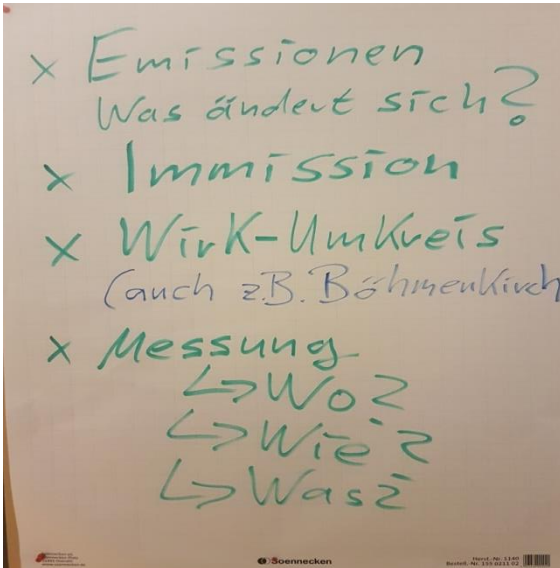 x Emissionen
Was ändert sich?
x Immission
x Wirk-Umkreis
(auch z.B. Böhmenkirch
x Messung
↳ Wo?
↳ Wie?
↳ Was?
Soennecken